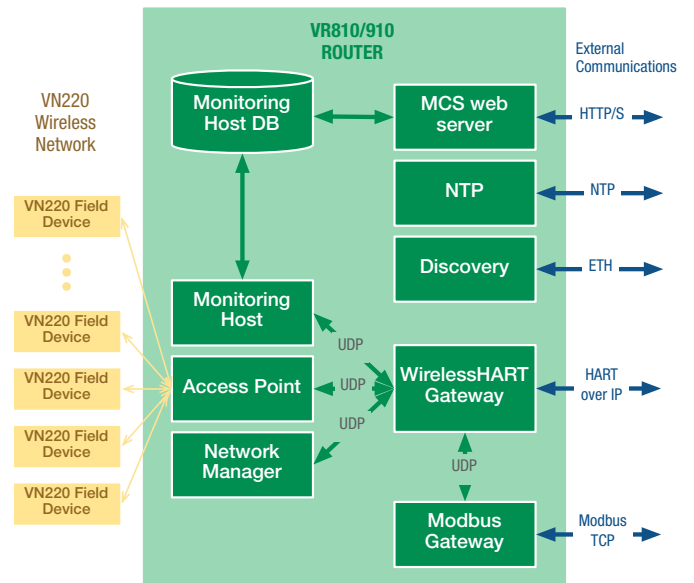 VR810/910
ROUTER
External
Communications
VN220
Wireless
Network
Monitoring
Host DB
MCS web
server
HTTP/S
NTP
NTP
VN220 Field
Device
Discovery
ETH
Monitoring
Host
VN220 Field
Device
UDP
Access Point
UDP
WirelessHART
Gateway
HART
over IP
VN220 Field
Device
UDP
Network
Manager
VN220 Field
Device
UDP
VN220 Field
Device
Modbus
Gateway
Modbus
TCP